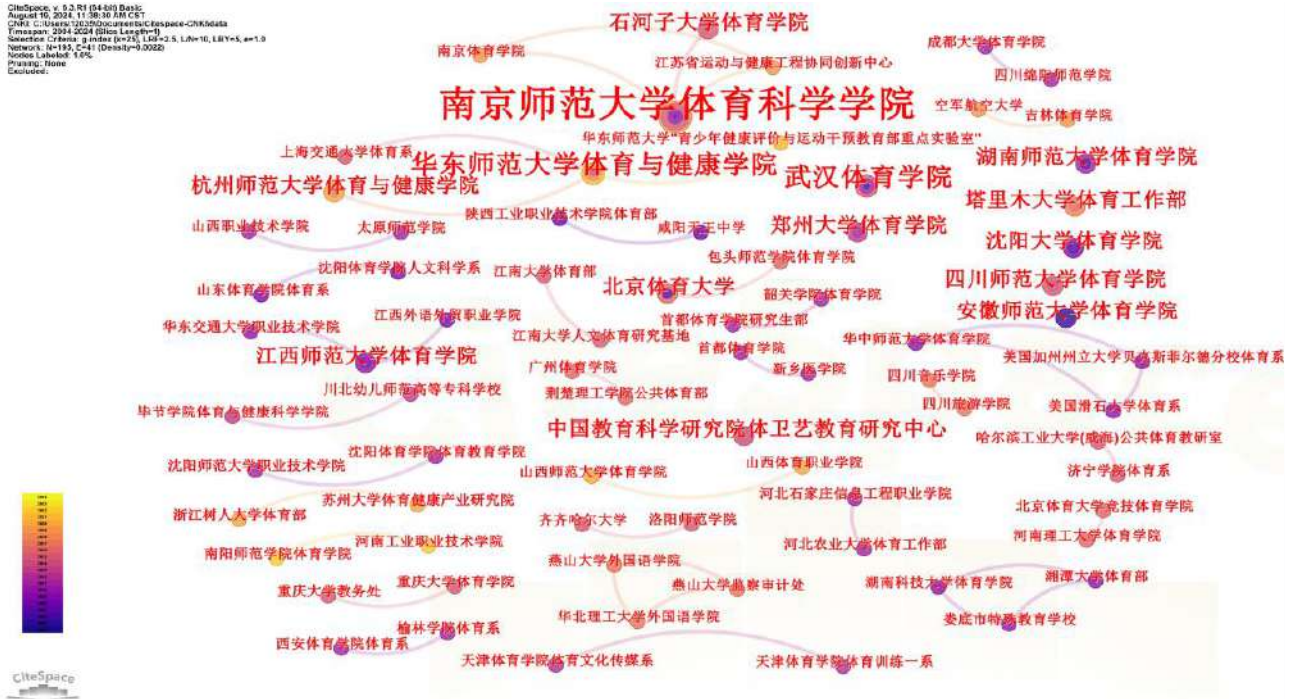 CiteSpace, v. 6.3.R1 (64-bit) Basic
August 19, 2024, 11:38:30 AM CST
CNKI: C:\Users\12035\Documents\Citespace-CNKI\data
Timespan: 2004-2024 (Slice Length=1)
Selection Criteria: g-index (k=25), LRF=2.5, L/N=10, LBY=5, e=1.0
Network: N=193, E=41 (Density=0.0022)
Nodes Labeled: 1.0%
Pruning: None
Excluded:
石河子大学体育学院
南京体育学院
江苏省运动与健康工程协同创新中心
成都大学体育学院
四川绵阳师范学院
南京师范大学体育科学学院
空军航空大学
吉林体育学院
华东师范大学“青少年健康评价与运动干预教育部重点实验室”
上海交通大学体育系
华东师范大学体育与健康学院
湖南师范大学体育学院
杭州师范大学体育与健康学院
武汉体育学院
塔里木大学体育工作部
山西职业技术学院
太原师范学院
陕西工业职业技术学院体育部
咸阳天王中学
郑州大学体育学院
沈阳大学体育学院
沈阳体育学院人文科学系
江南大学体育部
包头师范学院体育学院
山东体育学院体育系
北京体育大学
韶关学院体育学院
四川师范大学体育学院
江西外语外贸职业学院
首都体育学院研究生部
安徽师范大学体育学院
华东交通大学职业技术学院
江南大学人文体育研究基地
首都体育学院
华中师范大学体育学院
江西师范大学体育学院
广州体育学院
新乡医学院
美国加州州立大学贝克斯菲尔德分校体育系
川北幼儿师范高等专科学校
荆楚理工学院公共体育部
四川音乐学院
毕节学院体育与健康科学学院
四川旅游学院
美国滑石大学体育系
中国教育科学研究院体卫艺教育研究中心
哈尔滨工业大学(威海)公共体育教研室
沈阳师范大学职业技术学院
沈阳体育学院体育教育学院
山西师范大学体育学院
山西体育职业学院
济宁学院体育系
苏州大学体育健康产业研究院
河北石家庄信息工程职业学院
浙江树人大学体育部
齐齐哈尔大学
洛阳师范学院
北京体育大学竞技体育学院
南阳师范学院体育学院
河南工业职业技术学院
河北农业大学体育工作部
河南理工大学体育学院
燕山大学外国语学院
重庆大学教务处
重庆大学体育学院
燕山大学监察审计处
湖南科技大学体育学院
湘潭大学体育部
华北理工大学外国语学院
娄底市特殊教育学校
榆林学院体育系
西安体育学院体育系
天津体育学院体育文化传媒系
天津体育学院体育训练一系
CiteSpace